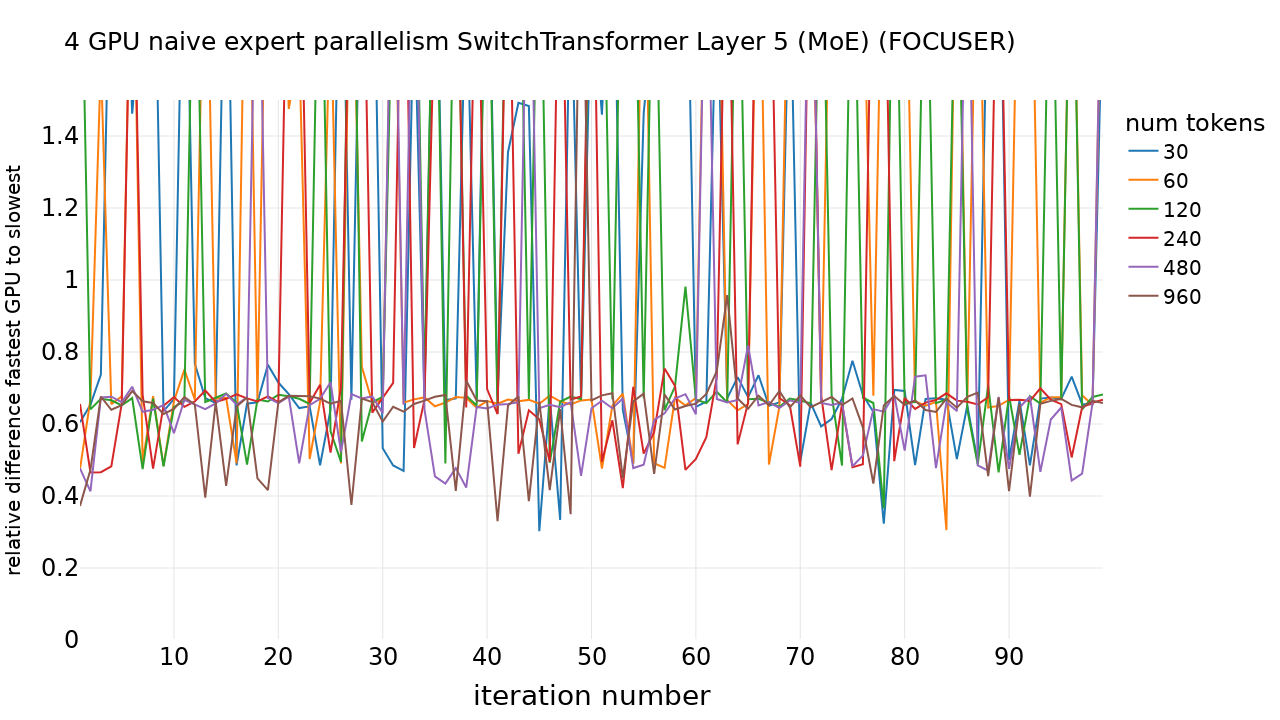 4 GPU naive expert parallelism SwitchTransformer Layer 5 (MoE) (FOCUSER)
relative difference fastest GPU to slowest
1.4
1.2
1
0.8
0.6
0.4
0.2
0
10 20 30 40 50 60 70 80 90
iteration number
num tokens
30
60
120
240
480
960